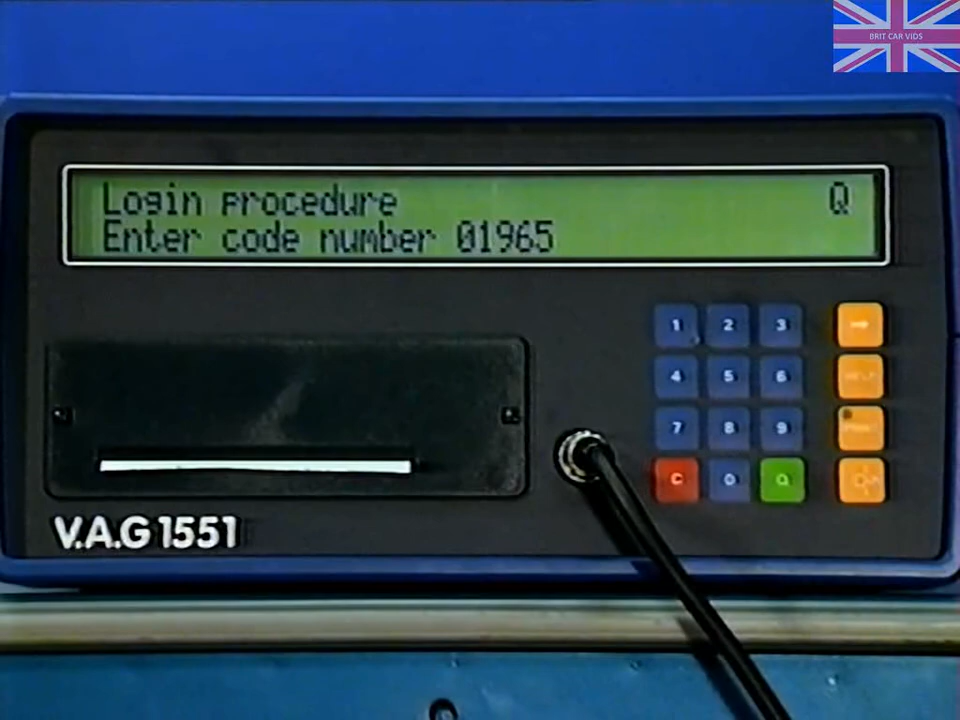 BRIT CAR VIDS
Login procedure Q
Enter code number 01965
1 2 3
4 5 6
HELP
7 8 9
C 0 Q
V.A.G 1551